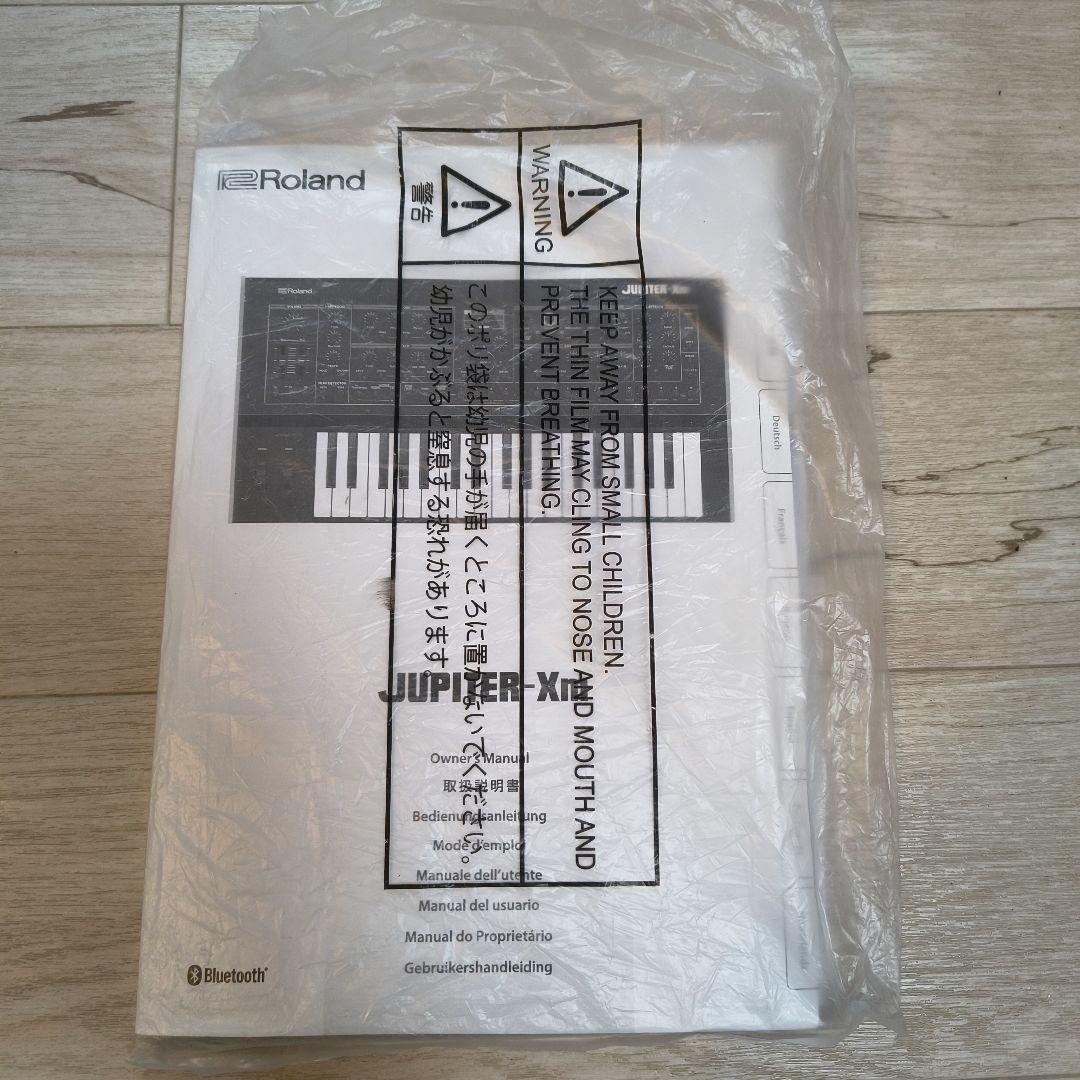 Roland
WARNING
KEEP AWAY FROM SMALL CHILDREN.
THE THIN FILM MAY CLING TO NOSE AND MOUTH AND
PREVENT BREATHING.
警告
このポリ袋は幼児の手が届くところに置かないでください。
幼児がかぶると窒息する恐れがあります。
Roland
JUPITER-Xm
Deutsch
Français
JUPITER-Xm
Owner's Manual
取扱説明書
Bedienungsanleitung
Mode d'emploi
Manuale dell'utente
Manual del usuario
Manual do Proprietário
Gebruikershandleiding
Bluetooth®